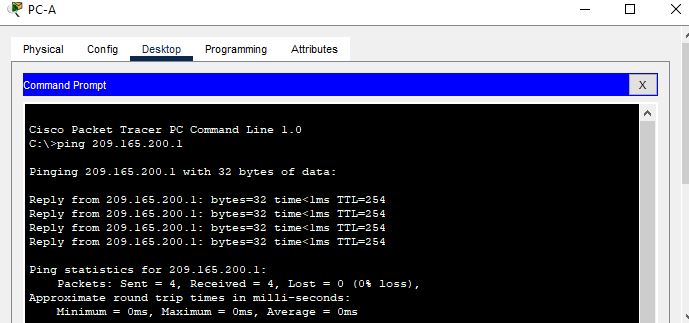 PC-A
Physical Config Desktop Programming Attributes
Command Prompt X
Cisco Packet Tracer PC Command Line 1.0
C:\>ping 209.165.200.1
Pinging 209.165.200.1 with 32 bytes of data:
Reply from 209.165.200.1: bytes=32 time<1ms TTL=254
Reply from 209.165.200.1: bytes=32 time<1ms TTL=254
Reply from 209.165.200.1: bytes=32 time<1ms TTL=254
Reply from 209.165.200.1: bytes=32 time<1ms TTL=254
Ping statistics for 209.165.200.1:
Packets: Sent = 4, Received = 4, Lost = 0 (0% loss),
Approximate round trip times in milli-seconds:
Minimum = 0ms, Maximum = 0ms, Average = 0ms